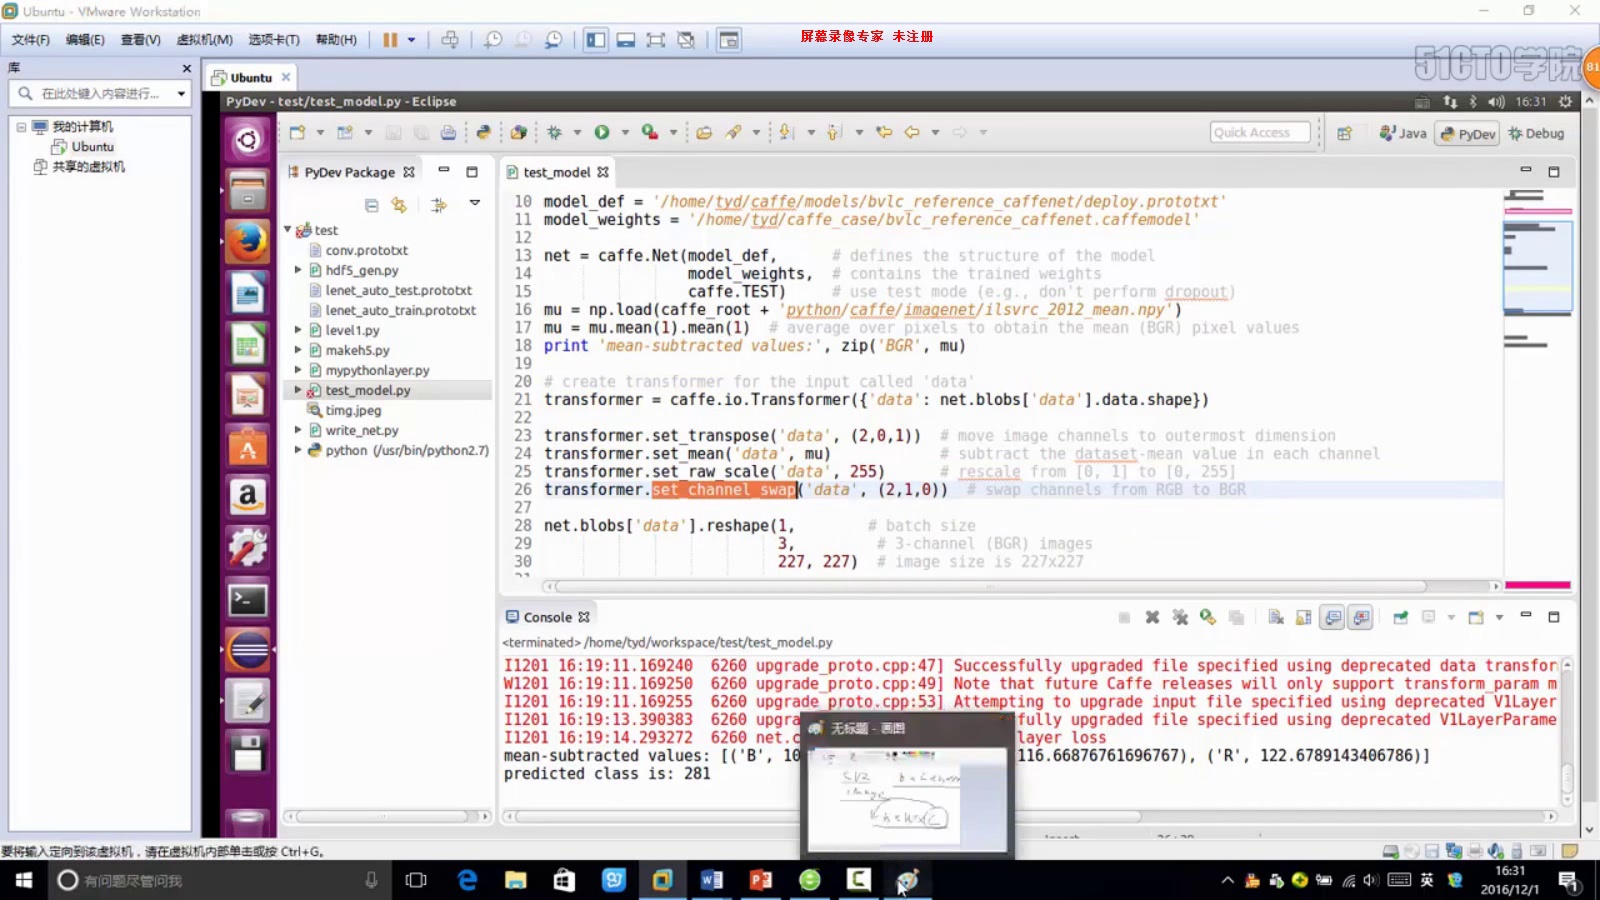 Ubuntu - VMware Workstation
文件(F) 编辑(E) 查看(V) 虚拟机(M) 选项卡(T) 帮助(H)
屏幕录像专家 未注册
51CTO学院
81
库
在此处键入内容进行...
我的计算机
Ubuntu
共享的虚拟机
Ubuntu
PyDev - test/test_model.py - Eclipse
16:31
Quick Access
Java
PyDev
Debug
PyDev Package
test
conv.prototxt
hdf5_gen.py
lenet_auto_test.prototxt
lenet_auto_train.prototxt
level1.py
makeh5.py
mypythonlayer.py
test_model.py
timg.jpeg
write_net.py
python (/usr/bin/python2.7)
test_model
10 model_def = '/home/tyd/caffe/models/bvlc_reference_caffenet/deploy.prototxt'
11 model_weights = '/home/tyd/caffe_case/bvlc_reference_caffenet.caffemodel'
12
13 net = caffe.Net(model_def, # defines the structure of the model
14 model_weights, # contains the trained weights
15 caffe.TEST) # use test mode (e.g., don't perform dropout)
16 mu = np.load(caffe_root + 'python/caffe/imagenet/ilsvrc_2012_mean.npy')
17 mu = mu.mean(1).mean(1) # average over pixels to obtain the mean (BGR) pixel values
18 print 'mean-subtracted values:', zip('BGR', mu)
19
20 # create transformer for the input called 'data'
21 transformer = caffe.io.Transformer({'data': net.blobs['data'].data.shape})
22
23 transformer.set_transpose('data', (2,0,1)) # move image channels to outermost dimension
24 transformer.set_mean('data', mu) # subtract the dataset-mean value in each channel
25 transformer.set_raw_scale('data', 255) # rescale from [0, 1] to [0, 255]
26 transformer.set_channel_swap('data', (2,1,0)) # swap channels from RGB to BGR
27
28 net.blobs['data'].reshape(1, # batch size
29 3, # 3-channel (BGR) images
30 227, 227) # image size is 227x227
Console
<terminated> /home/tyd/workspace/test/test_model.py
I1201 16:19:11.169240 6260 upgrade_proto.cpp:47] Successfully upgraded file specified using deprecated data transfor
W1201 16:19:11.169250 6260 upgrade_proto.cpp:49] Note that future Caffe releases will only support transform_param m
I1201 16:19:11.169255 6260 upgrade_proto.cpp:53] Attempting to upgrade input file specified using deprecated V1Layer
I1201 16:19:13.390383 6260 upgra fully upgraded file specified using deprecated V1LayerParame
I1201 16:19:14.293272 6260 net.c layer loss
mean-subtracted values: [('B', 10 116.66876761696767), ('R', 122.6789143406786)]
predicted class is: 281
无标题 - 画图
要将输入定向到该虚拟机，请在虚拟机内部单击或按 Ctrl+G。
有问题尽管问我
英
16:31
2016/12/1
1